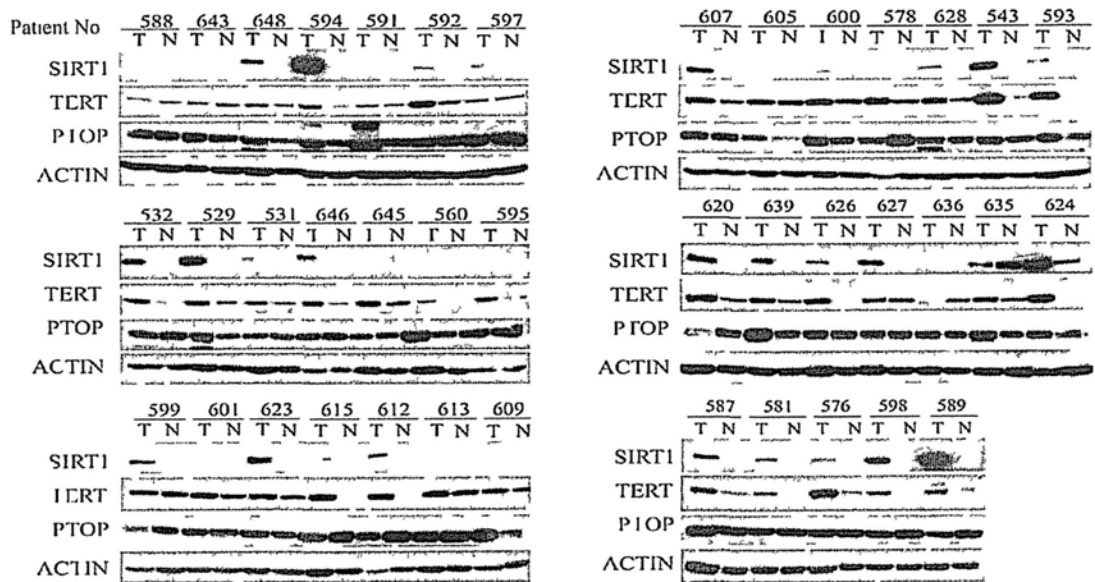 Patient No 588 643 648 594 591 592 597
T N T N T N T N T N T N T N
SIRT1
TERT
PTOP
ACTIN
532 529 531 646 645 560 595
T N T N T N I N I N T N T N
SIRT1
TERT
PTOP
ACTIN
599 601 623 615 612 613 609
T N T N T N T N T N T N T N
SIRT1
TERT
PTOP
ACTIN
607 605 600 578 628 543 593
T N T N I N T N T N T N T N
SIRT1
TERT
PTOP
ACTIN
620 639 626 627 636 635 624
T N T N T N T N T N T N T N
SIRT1
TERT
PTOP
ACTIN
587 581 576 598 589
T N T N T N T N T N
SIRT1
TERT
PTOP
ACTIN